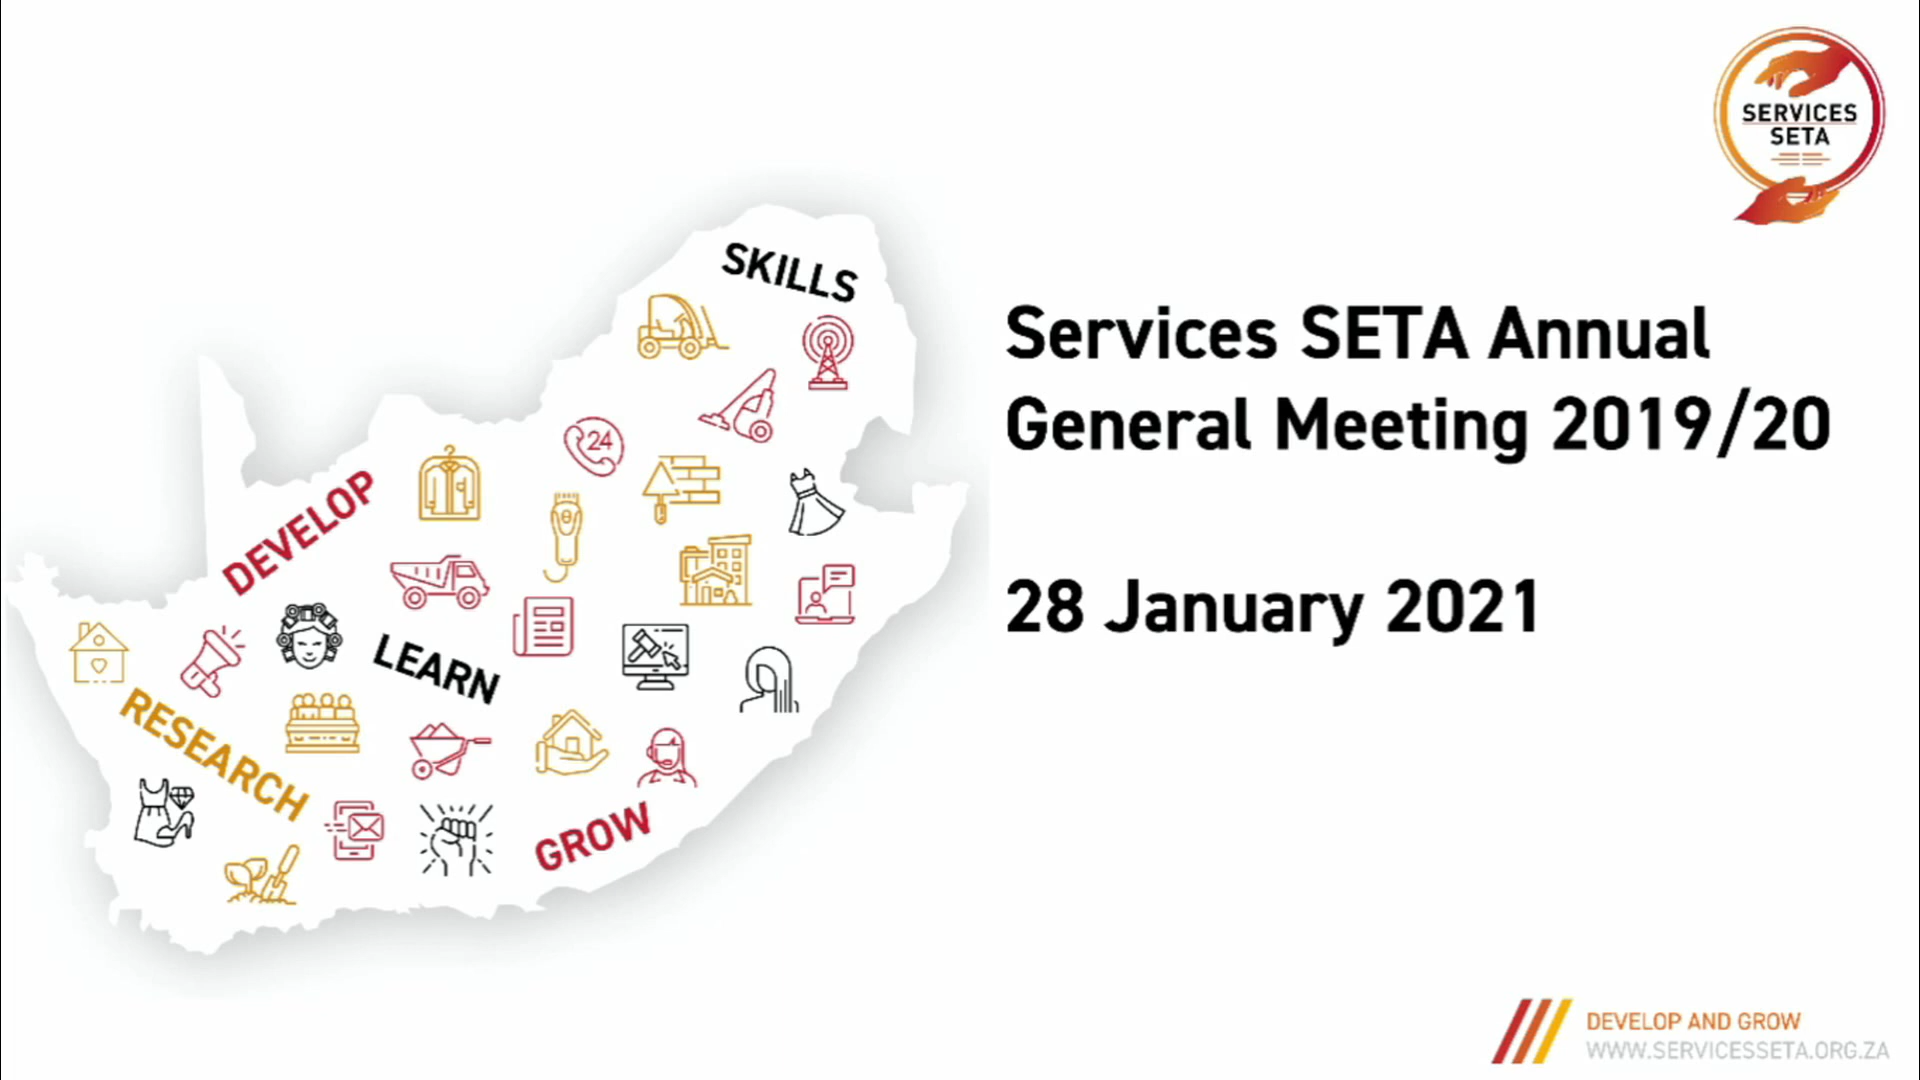 SERVICES
SETA
SKILLS
Services SETA Annual
General Meeting 2019/20
24
DEVELOP
28 January 2021
LEARN
RESEARCH
GROW
DEVELOP AND GROW
WWW.SERVICESSETA.ORG.ZA